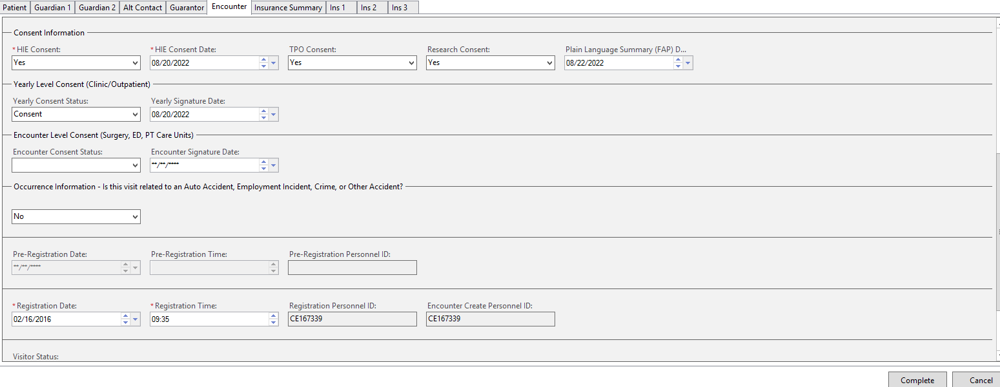 Patient Guardian 1 Guardian 2 Alt Contact Guarantor Encounter Insurance Summary Ins 1 Ins 2 Ins 3
Consent Information
*HIE Consent: *HIE Consent Date: TPO Consent: Research Consent: Plain Language Summary (FAP) D...
Yes 08/20/2022 Yes Yes 08/22/2022
Yearly Level Consent (Clinic/Outpatient)
Yearly Consent Status: Yearly Signature Date:
Consent 08/20/2022
Encounter Level Consent (Surgery, ED, PT Care Units)
Encounter Consent Status: Encounter Signature Date:
**/**/****
Occurrence Information - Is this visit related to an Auto Accident, Employment Incident, Crime, or Other Accident?
No
Pre-Registration Date: Pre-Registration Time: Pre-Registration Personnel ID:
**/**/****
*Registration Date: *Registration Time: Registration Personnel ID: Encounter Create Personnel ID:
02/16/2016 09:35 CE167339 CE167339
Visitor Status:
Complete Cancel